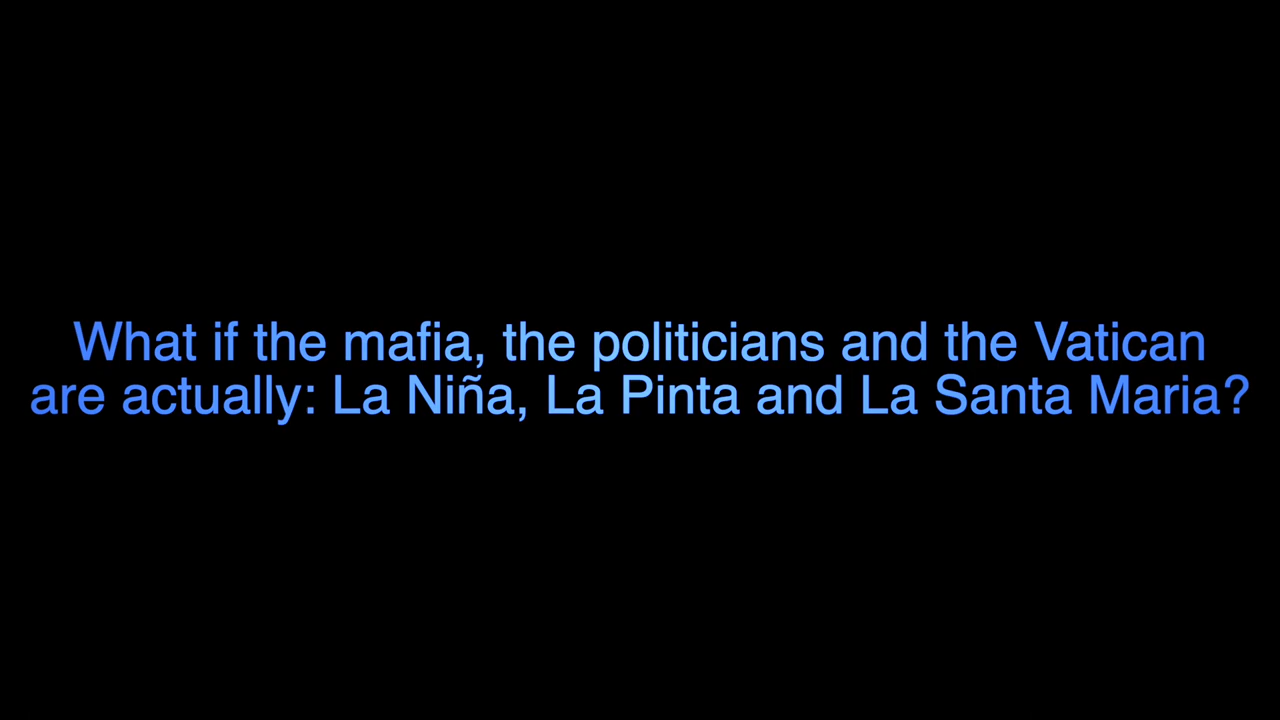 What if the mafia, the politicians and the Vatican
are actually: La Niña, La Pinta and La Santa Maria?